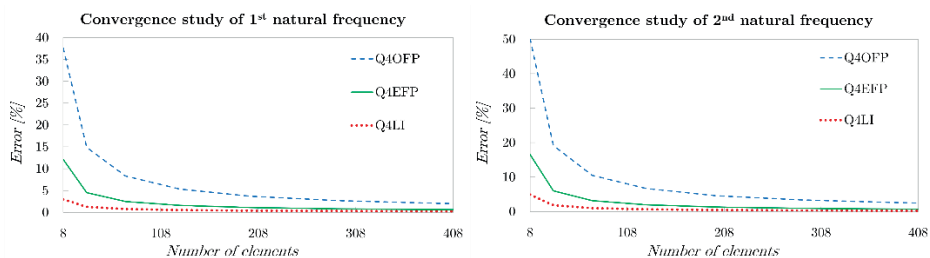 Convergence study of 1st natural frequency
40
35
30
25
20
15
10
5
0
Error [%]
Q4OFP
Q4EFP
Q4LI
8 108 208 308 408
Number of elements
Convergence study of 2nd natural frequency
50
40
30
20
10
0
Error [%]
Q4OFP
Q4EFP
Q4LI
8 108 208 308 408
Number of elements